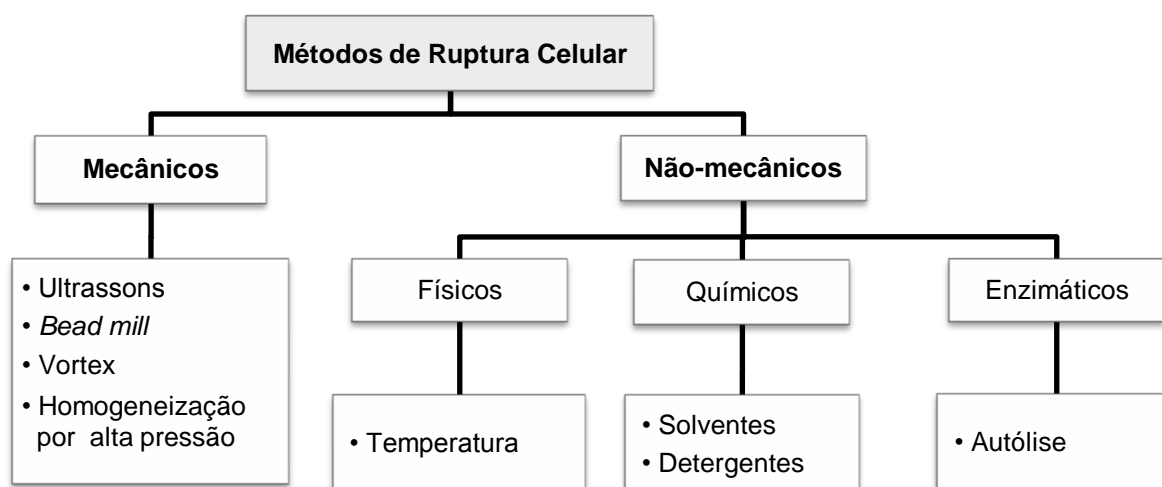 Métodos de Ruptura Celular
Mecânicos
Não-mecânicos
• Ultrassons
• Bead mill
• Vortex
• Homogeneização
por alta pressão
Físicos
Químicos
Enzimáticos
• Temperatura
• Solventes
• Detergentes
• Autólise